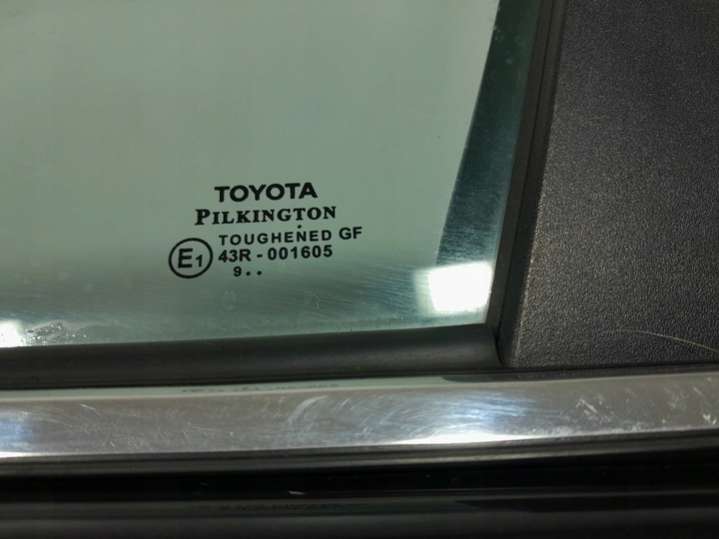 TOYOTA
PILKINGTON
TOUGHENED GF
E1 43R - 001605
9..